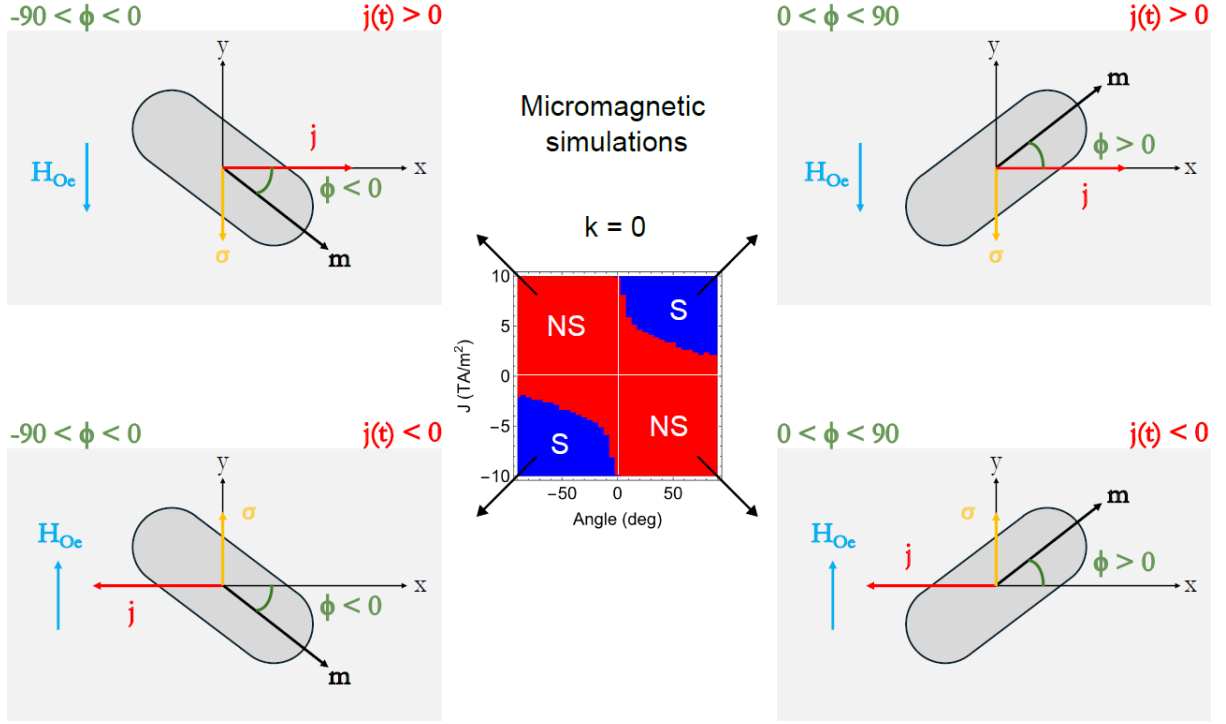 -90 < ϕ < 0
j(t) > 0
y
j
x
H_Oe
ϕ < 0
σ
m
Micromagnetic
simulations
k = 0
0 < ϕ < 90
j(t) > 0
y
m
ϕ > 0
x
H_Oe
j
σ
10
5
0
−5
−10
J (TA/m²)
NS
S
S
NS
−50
0
50
Angle (deg)
-90 < ϕ < 0
j(t) < 0
y
σ
H_Oe
x
j
ϕ < 0
m
0 < ϕ < 90
j(t) < 0
y
m
σ
H_Oe
j
ϕ > 0
x